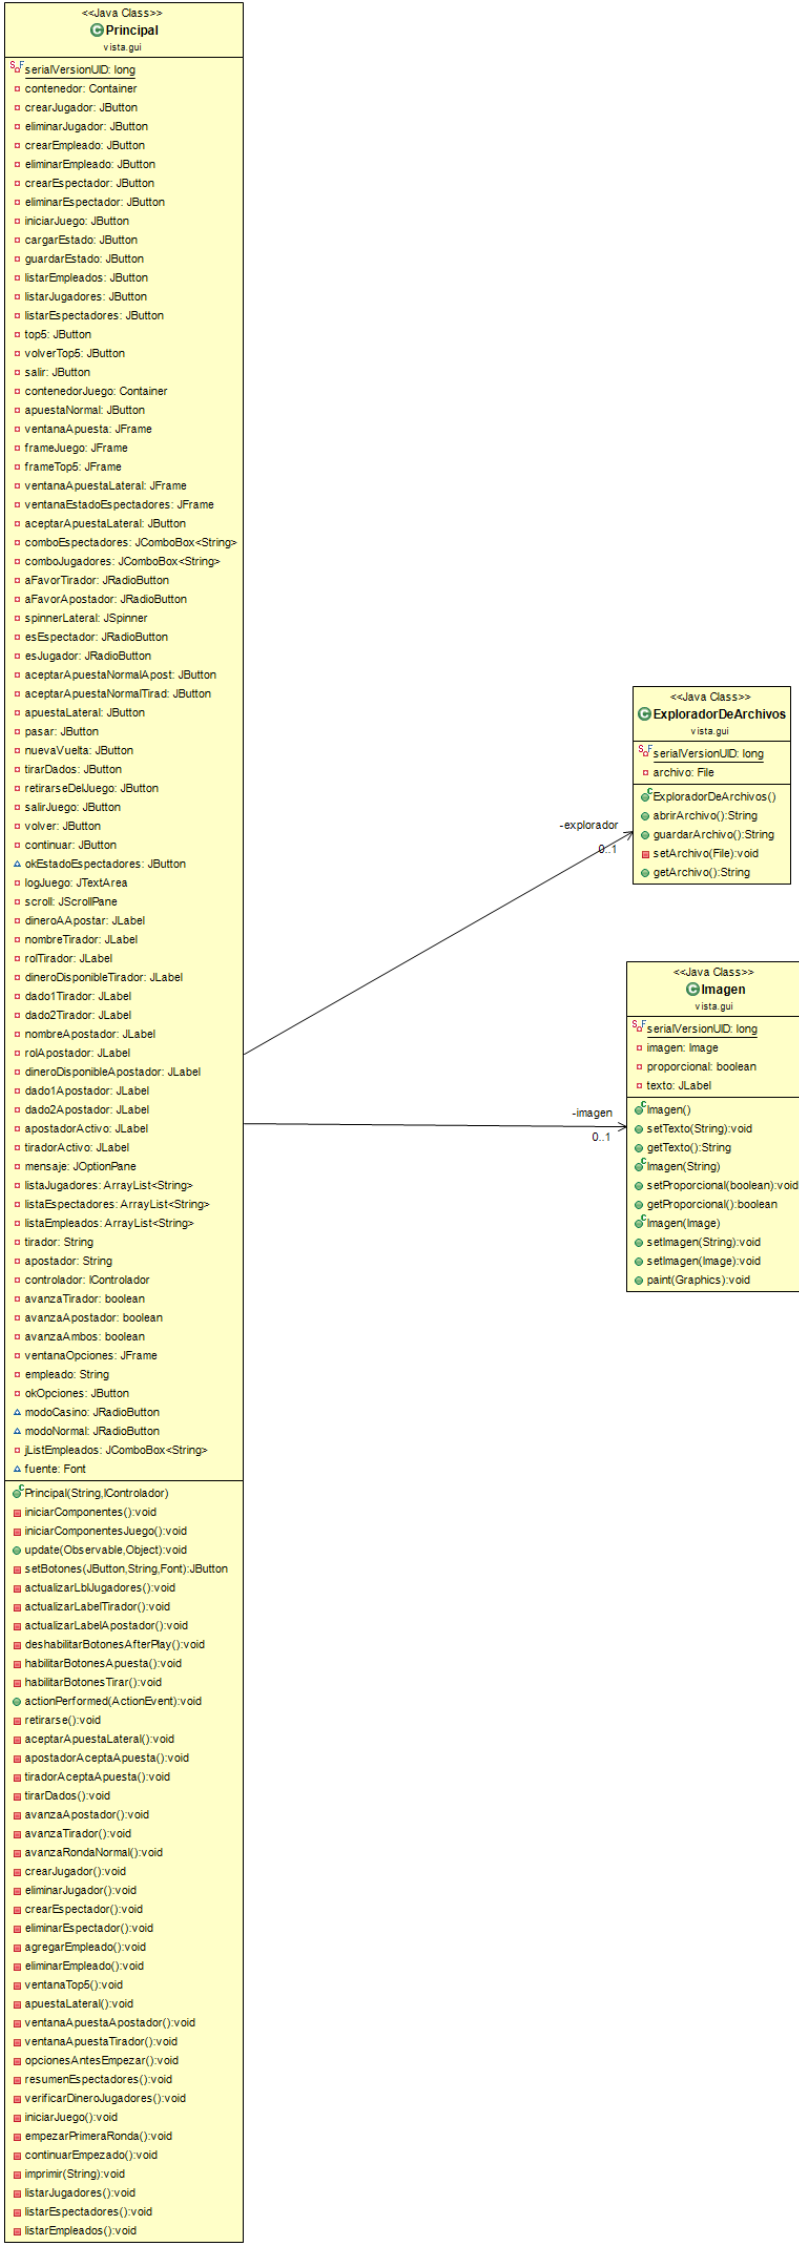 <<Java Class>>
Principal
vista.gui
serialVersionUID: long
contenedor: Container
crearJugador: JButton
eliminarJugador: JButton
crearEmpleado: JButton
eliminarEmpleado: JButton
crearEspectador: JButton
eliminarEspectador: JButton
iniciarJuego: JButton
cargarEstado: JButton
guardarEstado: JButton
listarEmpleados: JButton
listarJugadores: JButton
listarEspectadores: JButton
top5: JButton
volverTop5: JButton
salir: JButton
contenedorJuego: Container
apuestaNormal: JButton
ventanaApuesta: JFrame
frameJuego: JFrame
frameTop5: JFrame
ventanaApuestaLateral: JFrame
ventanaEstadoEspectadores: JFrame
aceptarApuestaLateral: JButton
comboEspectadores: JComboBox<String>
comboJugadores: JComboBox<String>
aFavorTirador: JRadioButton
aFavorApostador: JRadioButton
spinnerLateral: JSpinner
esEspectador: JRadioButton
esJugador: JRadioButton
aceptarApuestaNormalApost: JButton
aceptarApuestaNormalTirad: JButton
apuestaLateral: JButton
pasar: JButton
nuevaVuelta: JButton
tirarDados: JButton
retirarseDelJuego: JButton
salirJuego: JButton
volver: JButton
continuar: JButton
okEstadoEspectadores: JButton
logJuego: JTextArea
scroll: JScrollPane
dineroAApostar: JLabel
nombreTirador: JLabel
rolTirador: JLabel
dineroDisponibleTirador: JLabel
dado1Tirador: JLabel
dado2Tirador: JLabel
nombreApostador: JLabel
rolApostador: JLabel
dineroDisponibleApostador: JLabel
dado1Apostador: JLabel
dado2Apostador: JLabel
apostadorActivo: JLabel
tiradorActivo: JLabel
mensaje: JOptionPane
listaJugadores: ArrayList<String>
listaEspectadores: ArrayList<String>
listaEmpleados: ArrayList<String>
tirador: String
apostador: String
controlador: IControlador
avanzaTirador: boolean
avanzaApostador: boolean
avanzaAmbos: boolean
ventanaOpciones: JFrame
empleado: String
okOpciones: JButton
modoCasino: JRadioButton
modoNormal: JRadioButton
jListEmpleados: JComboBox<String>
fuente: Font
Principal(String,IControlador)
iniciarComponentes():void
iniciarComponentesJuego():void
update(Observable,Object):void
setBotones(JButton,String,Font):JButton
actualizarLblJugadores():void
actualizarLabelTirador():void
actualizarLabelApostador():void
deshabilitarBotonesAfterPlay():void
habilitarBotonesApuesta():void
habilitarBotonesTirar():void
actionPerformed(ActionEvent):void
retirarse():void
aceptarApuestaLateral():void
apostadorAceptaApuesta():void
tiradorAceptaApuesta():void
tirarDados():void
avanzaApostador():void
avanzaTirador():void
avanzaRondaNormal():void
crearJugador():void
eliminarJugador():void
crearEspectador():void
eliminarEspectador():void
agregarEmpleado():void
eliminarEmpleado():void
ventanaTop5():void
apuestaLateral():void
ventanaApuestaApostador():void
ventanaApuestaTirador():void
opcionesAntesEmpezar():void
resumenEspectadores():void
verificarDineroJugadores():void
iniciarJuego():void
empezarPrimeraRonda():void
continuarEmpezado():void
imprimir(String):void
listarJugadores():void
listarEspectadores():void
listarEmpleados():void
-explorador
0..1
<<Java Class>>
ExploradorDeArchivos
vista.gui
serialVersionUID: long
archivo: File
ExploradorDeArchivos()
abrirArchivo():String
guardarArchivo():String
setArchivo(File):void
getArchivo():String
-imagen
0..1
<<Java Class>>
Imagen
vista.gui
serialVersionUID: long
imagen: Image
proporcional: boolean
texto: JLabel
Imagen()
setTexto(String):void
getTexto():String
Imagen(String)
setProporcional(boolean):void
getProporcional():boolean
Imagen(Image)
setImagen(String):void
setImagen(Image):void
paint(Graphics):void